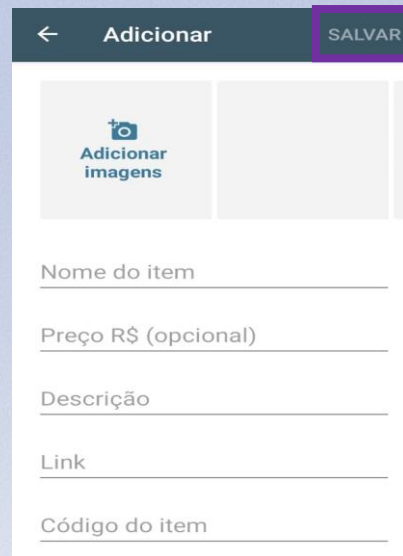 Adicionar SALVAR
Adicionar
imagens
Nome do item
Preço R$ (opcional)
Descrição
Link
Código do item